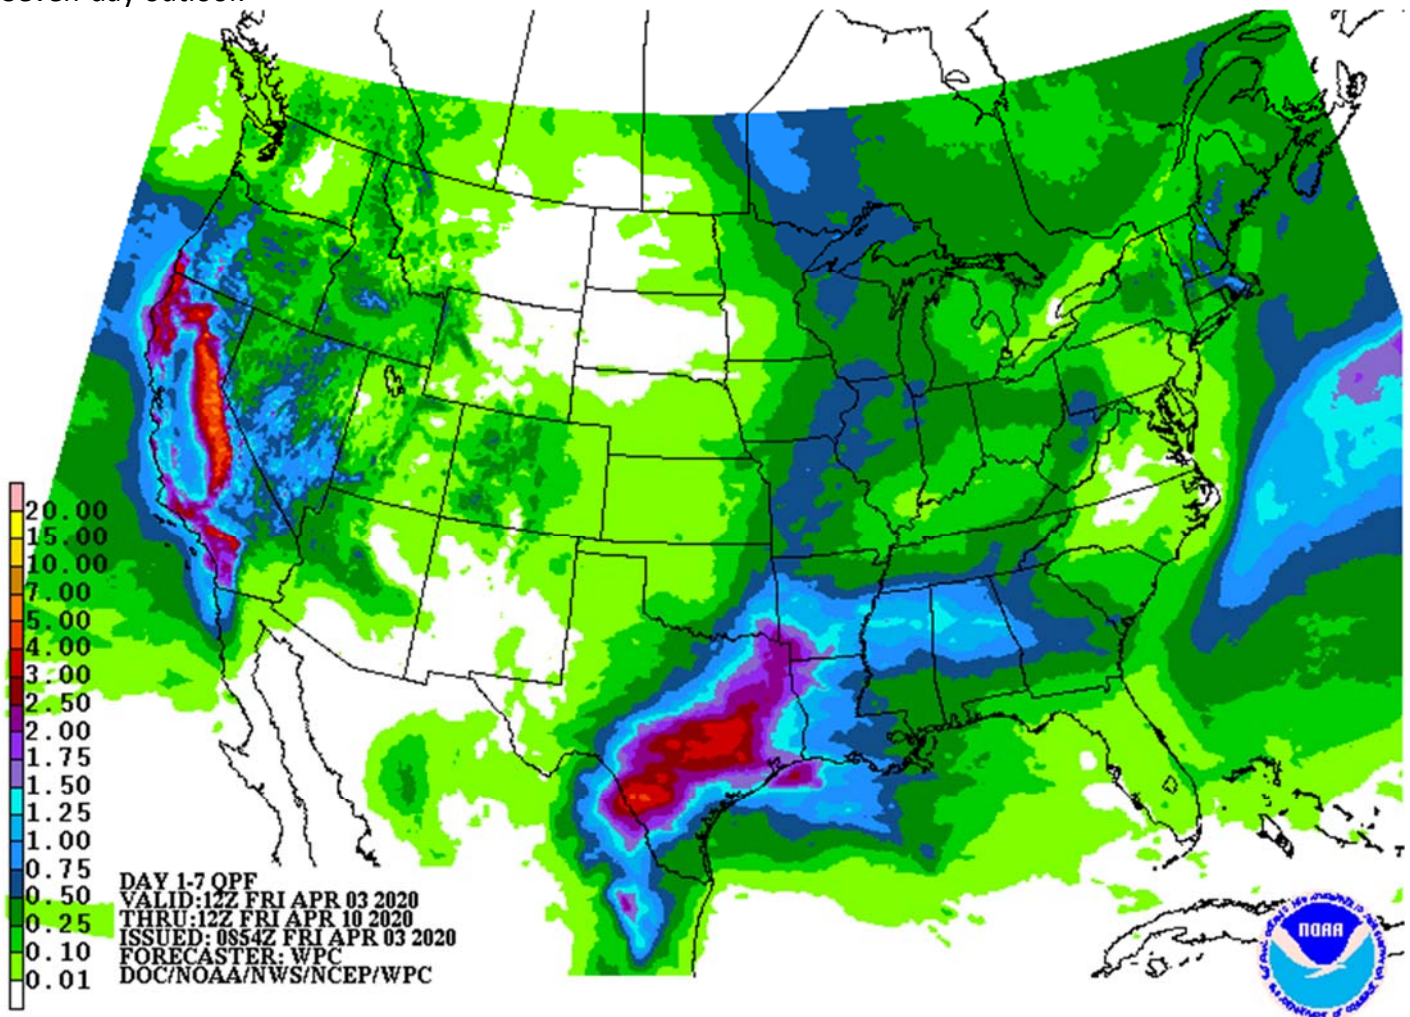 seven-day outlook
20.00
15.00
10.00
7.00
5.00
4.00
3.00
2.50
2.00
1.75
1.50
1.25
1.00
0.75
0.50
0.25
0.10
0.01
DAY 1-7 QPF
VALID:12Z FRI APR 03 2020
THRU:12Z FRI APR 10 2020
ISSUED: 0854Z FRI APR 03 2020
FORECASTER: WPC
DOC/NOAA/NWS/NCEP/WPC
NOAA